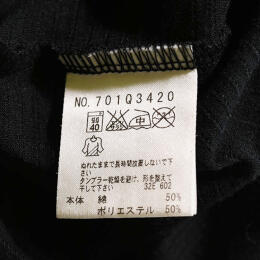 NO. 701Q3420
40
中
ぬれたままで長時間放置しないで下
さい
タンブラー乾燥を避け、形を整えて
干して下さい 32E 602
本体 綿 50%
ポリエステル 50%